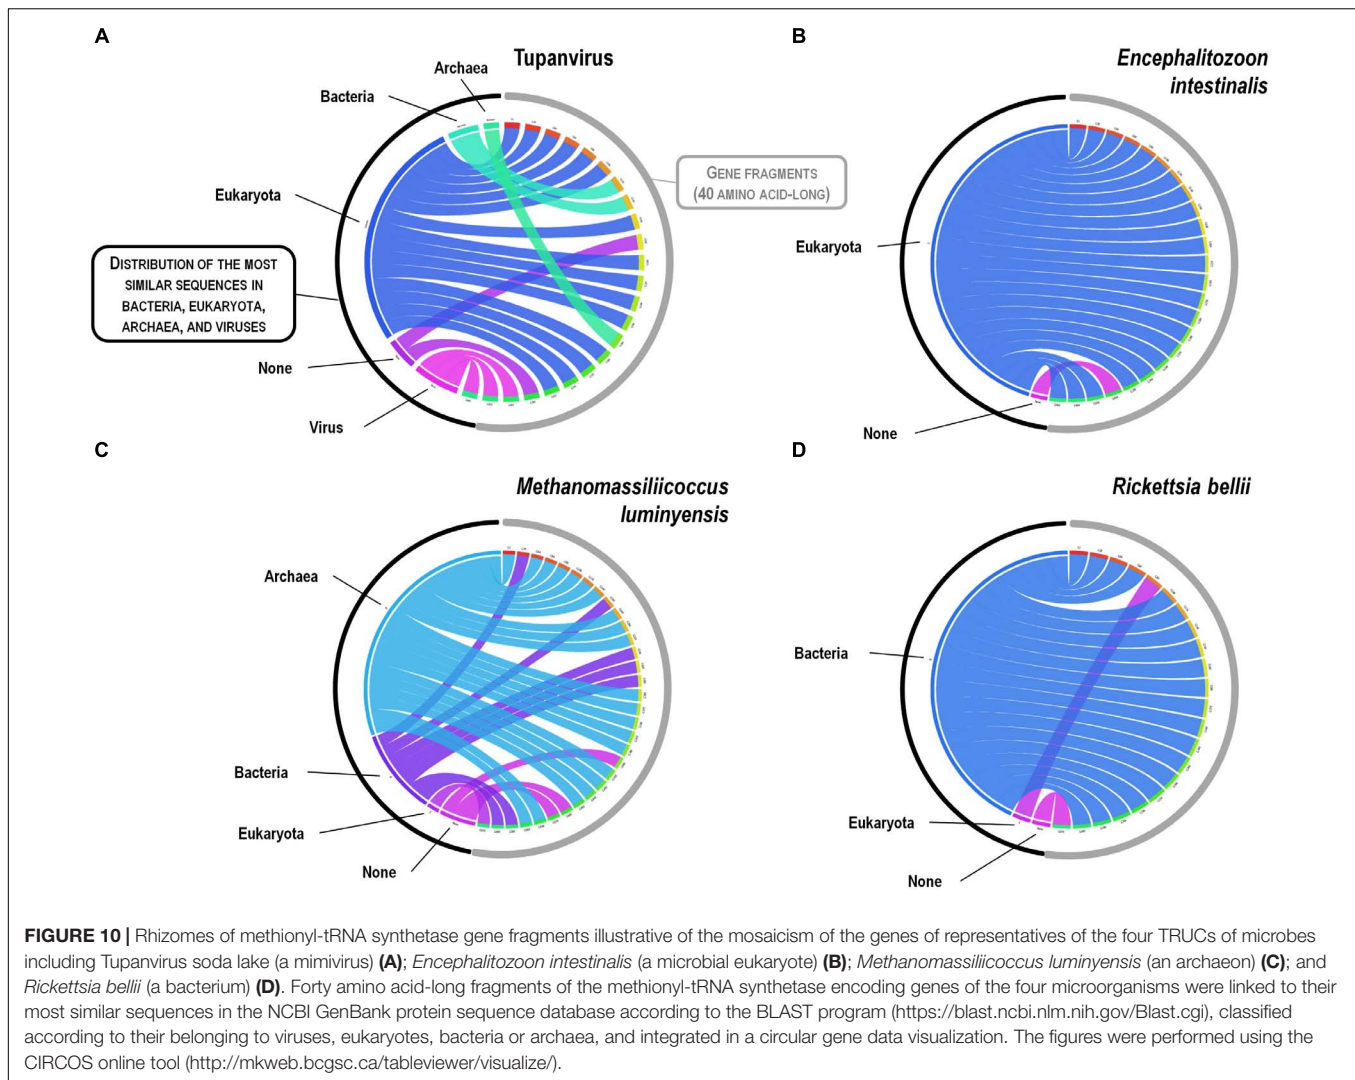 A
Tupanvirus
Archaea
Bacteria
Eukaryota
DISTRIBUTION OF THE MOST
SIMILAR SEQUENCES IN
BACTERIA, EUKARYOTA,
ARCHAEA, AND VIRUSES
None
Virus
GENE FRAGMENTS
(40 AMINO ACID-LONG)
B
Encephalitozoon
intestinalis
Eukaryota
None
C
Methanomassiliicoccus
luminyensis
Archaea
Bacteria
Eukaryota
None
D
Rickettsia bellii
Bacteria
Eukaryota
None
FIGURE 10 | Rhizomes of methionyl-tRNA synthetase gene fragments illustrative of the mosaicism of the genes of representatives of the four TRUCs of microbes
including Tupanvirus soda lake (a mimivirus) (A); Encephalitozoon intestinalis (a microbial eukaryote) (B); Methanomassiliicoccus luminyensis (an archaeon) (C); and
Rickettsia bellii (a bacterium) (D). Forty amino acid-long fragments of the methionyl-tRNA synthetase encoding genes of the four microorganisms were linked to their
most similar sequences in the NCBI GenBank protein sequence database according to the BLAST program (https://blast.ncbi.nlm.nih.gov/Blast.cgi), classified
according to their belonging to viruses, eukaryotes, bacteria or archaea, and integrated in a circular gene data visualization. The figures were performed using the
CIRCOS online tool (http://mkweb.bcgsc.ca/tableviewer/visualize/).